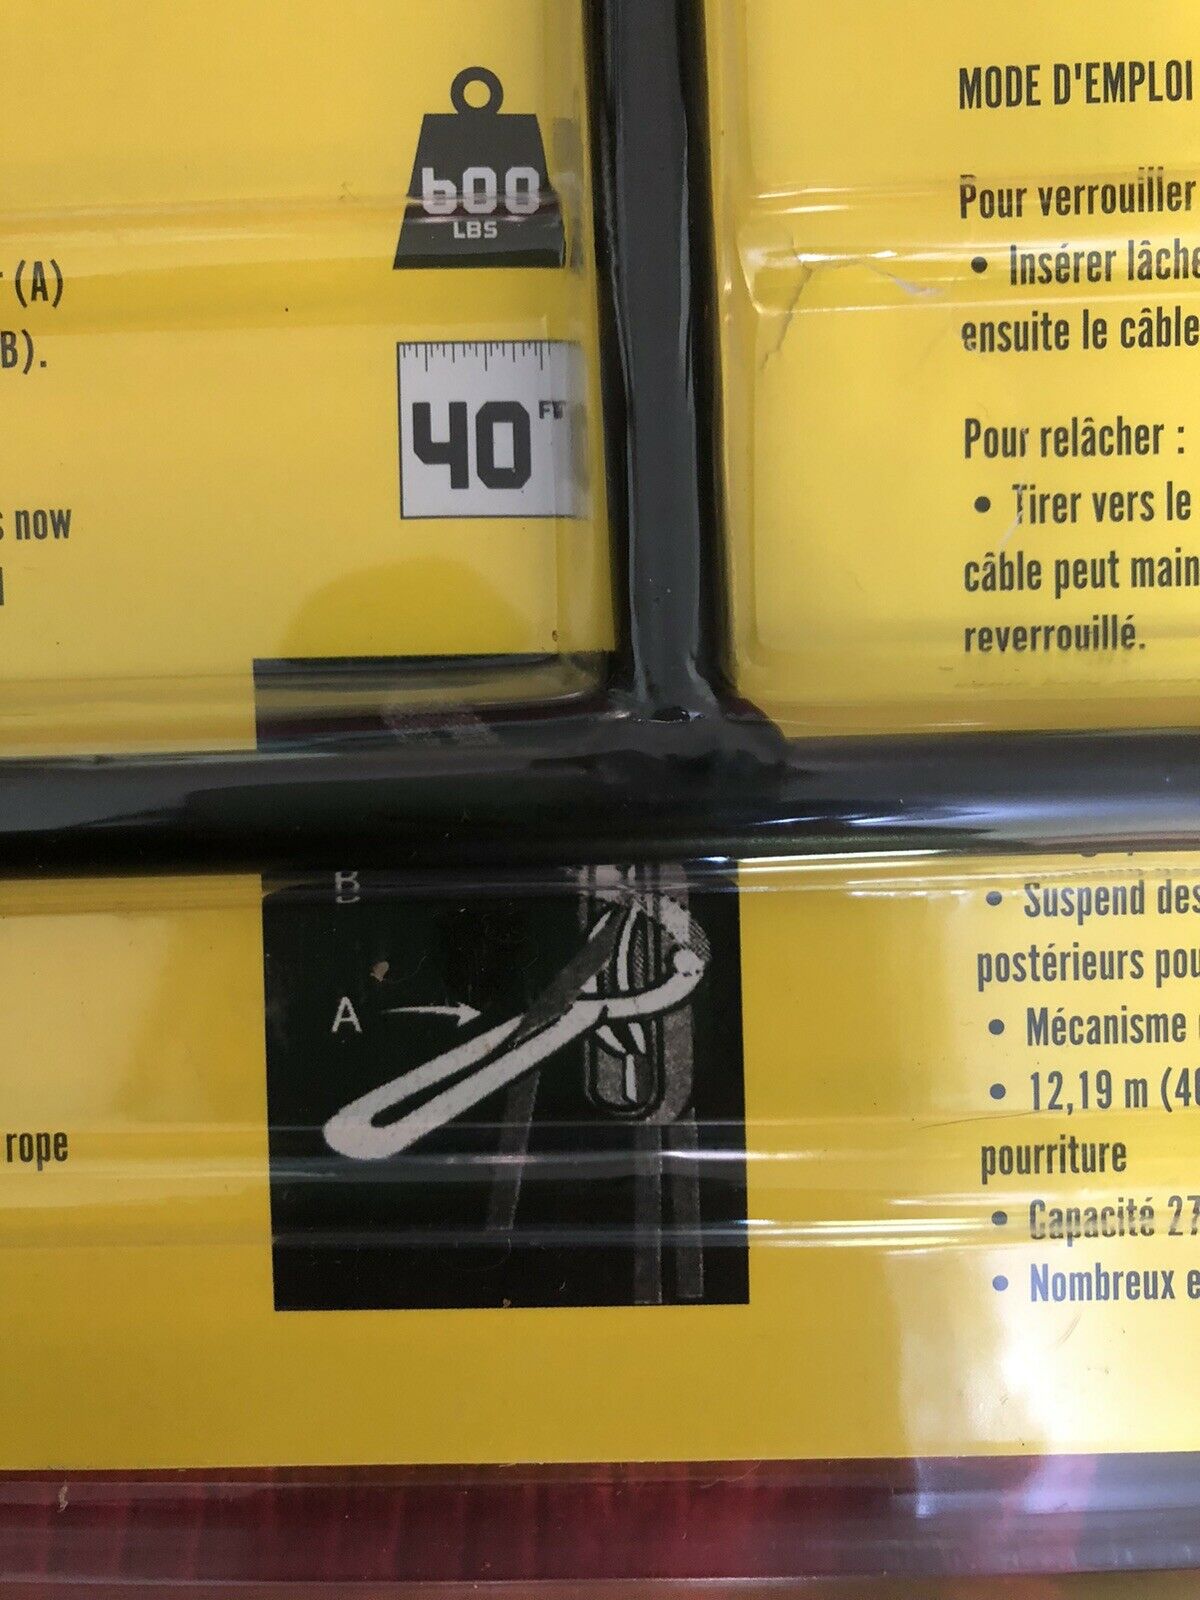 (A)
B).
now
rope
600
LBS
40 FT
B
A
MODE D'EMPLOI
Pour verrouiller
• Insérer lâche
ensuite le câble
Pour relâcher :
• Tirer vers le
câble peut main
reverrouillé.
• Suspend des
postérieurs pou
• Mécanisme
• 12,19 m (40
pourriture
• Capacité 27
• Nombreux e